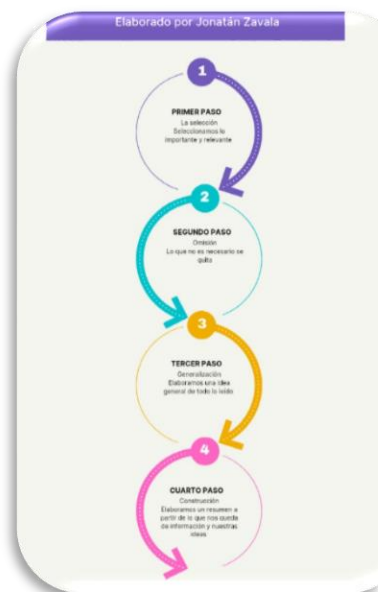 Elaborado por Jonatán Zavala
1
PRIMER PASO
La selección
Seleccionamos lo
importante y relevante
2
SEGUNDO PASO
Omisión
Lo que no es necesario se
quita
3
TERCER PASO
Generalización
Elaboramos una idea
general de todo lo leído
4
CUARTO PASO
Construcción
Elaboramos un resumen a
partir de lo que nos queda
de información y nuestras
ideas